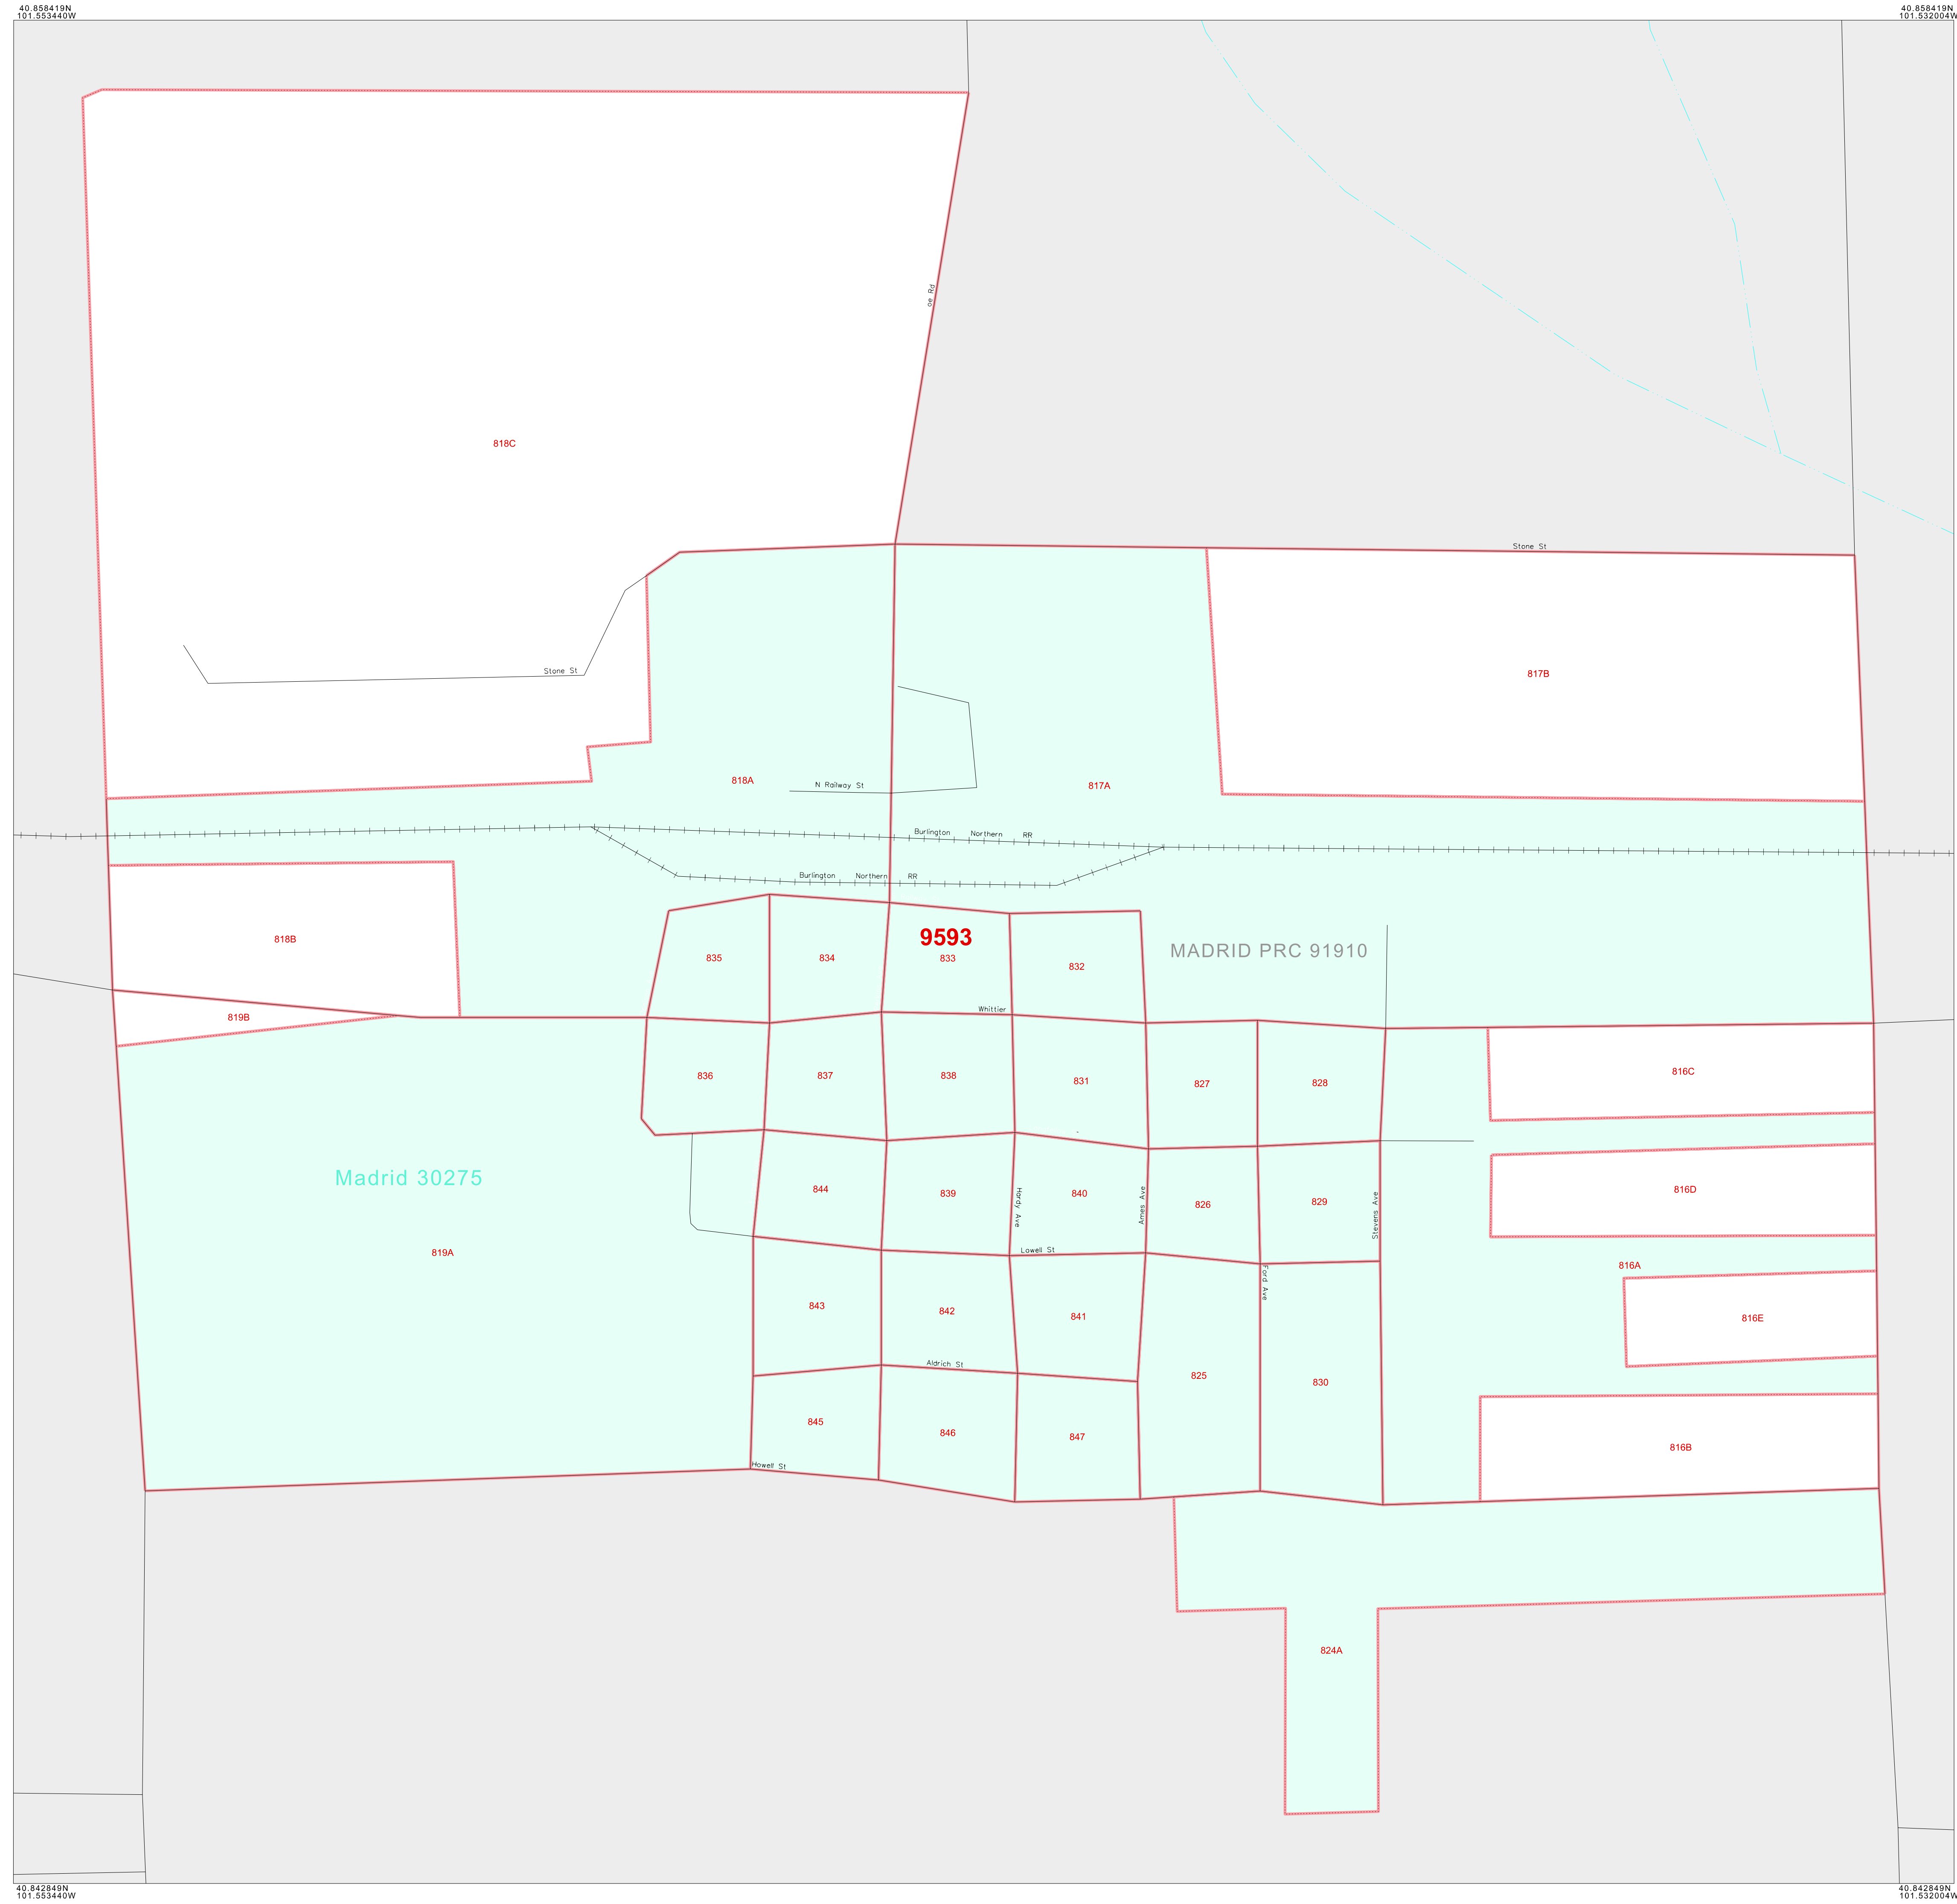 40.858419N
101.553440W
40.858419N
101.532004W
oe Rd
818C
Stone St
Stone St
817B
818A
N Railway St
817A
Burlington Northern RR
Burlington Northern RR
818B
9593
MADRID PRC 91910
835
834
833
832
Whittier
819B
836
837
838
831
827
828
816C
Madrid 30275
844
839
Hardy Ave
840
Ames Ave
826
829
Stevens Ave
816D
819A
Lowell St
816A
Ford Ave
843
842
841
816E
Aldrich St
825
830
845
846
847
816B
Howell St
824A
40.842849N
101.553440W
40.842849N
101.532004W